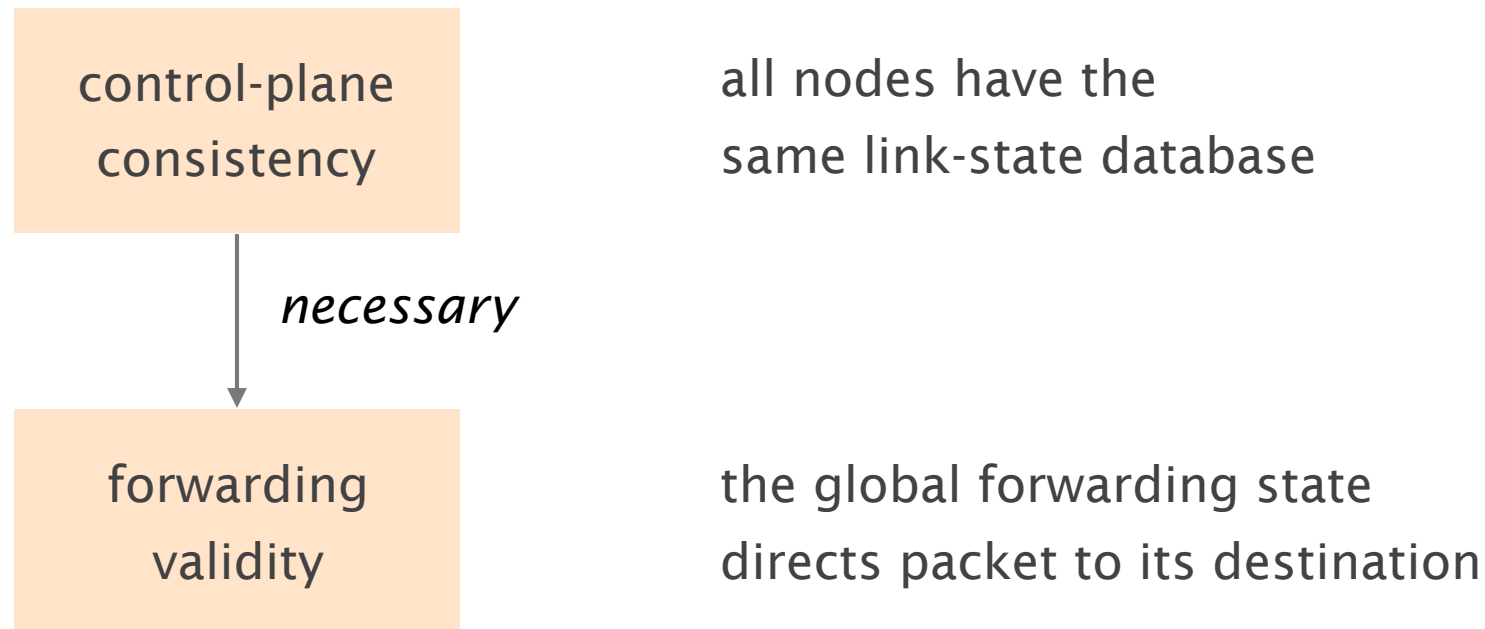 control-plane
consistency
all nodes have the
same link-state database
necessary
forwarding
validity
the global forwarding state
directs packet to its destination